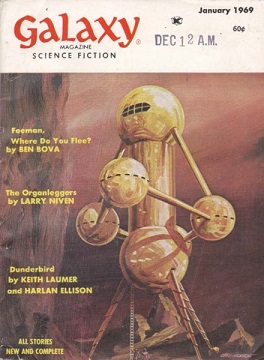 January 1969
Galaxy
MAGAZINE
SCIENCE FICTION
60¢
DEC 12 A.M.
Foeman,
Where Do You Flee?
by BEN BOVA
The Organleggers
by LARRY NIVEN
Dunderbird
by KEITH LAUMER
and HARLAN ELLISON
ALL STORIES
NEW AND COMPLETE